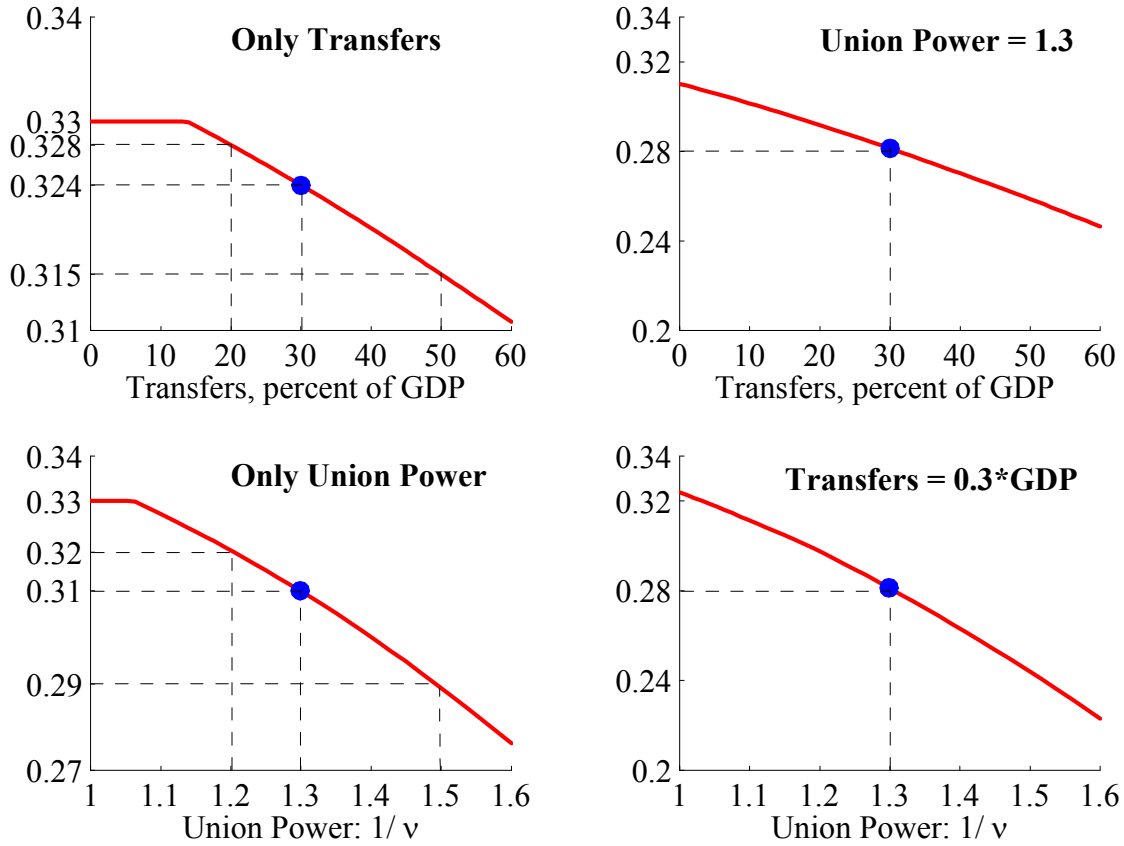 Only Transfers
0.34
0.33
0.328
0.324
0.315
0.31
0 10 20 30 40 50 60
Transfers, percent of GDP
Union Power = 1.3
0.34
0.32
0.28
0.24
0.2
0 10 20 30 40 50 60
Transfers, percent of GDP
Only Union Power
0.34
0.33
0.32
0.31
0.29
0.27
1 1.1 1.2 1.3 1.4 1.5 1.6
Union Power: 1/ ν
Transfers = 0.3*GDP
0.34
0.32
0.28
0.24
0.2
1 1.1 1.2 1.3 1.4 1.5 1.6
Union Power: 1/ ν